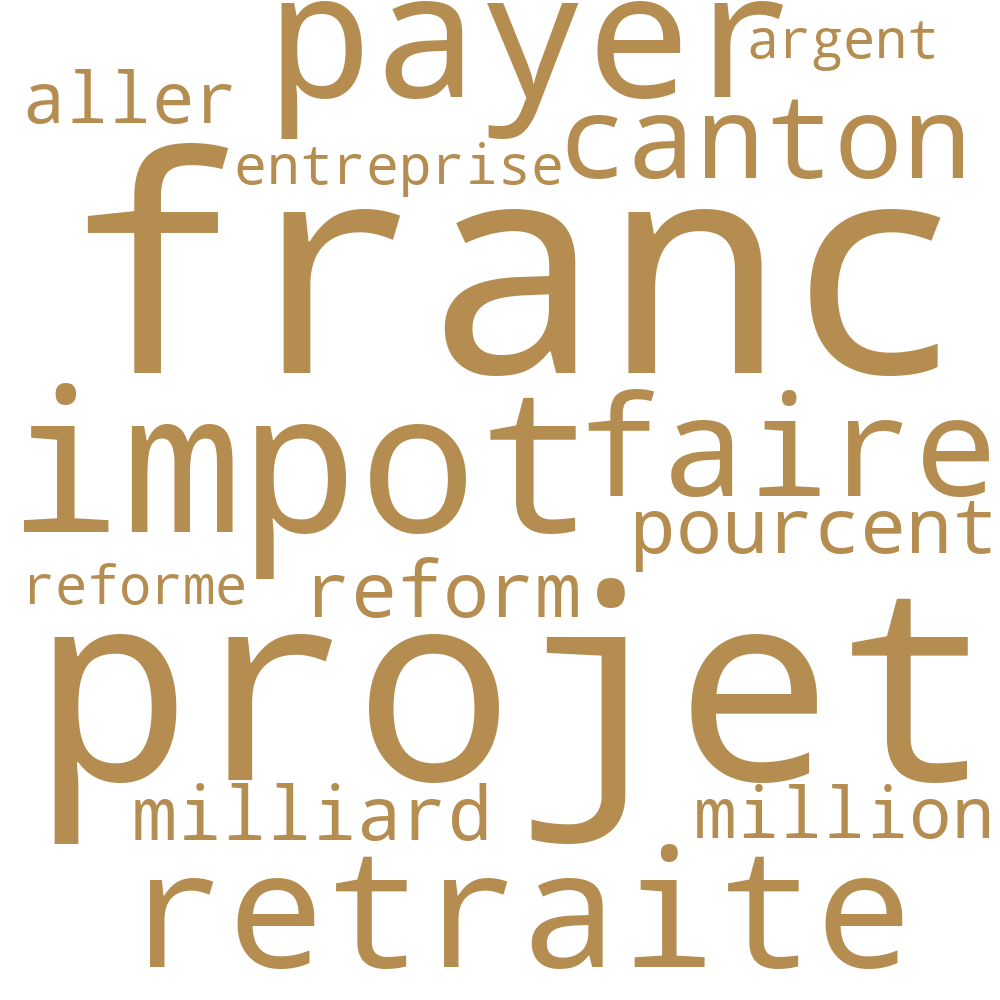 payer
argent
aller
canton
entreprise
franc
impot
faire
pourcent
reforme
reform
projet
milliard
million
retraite